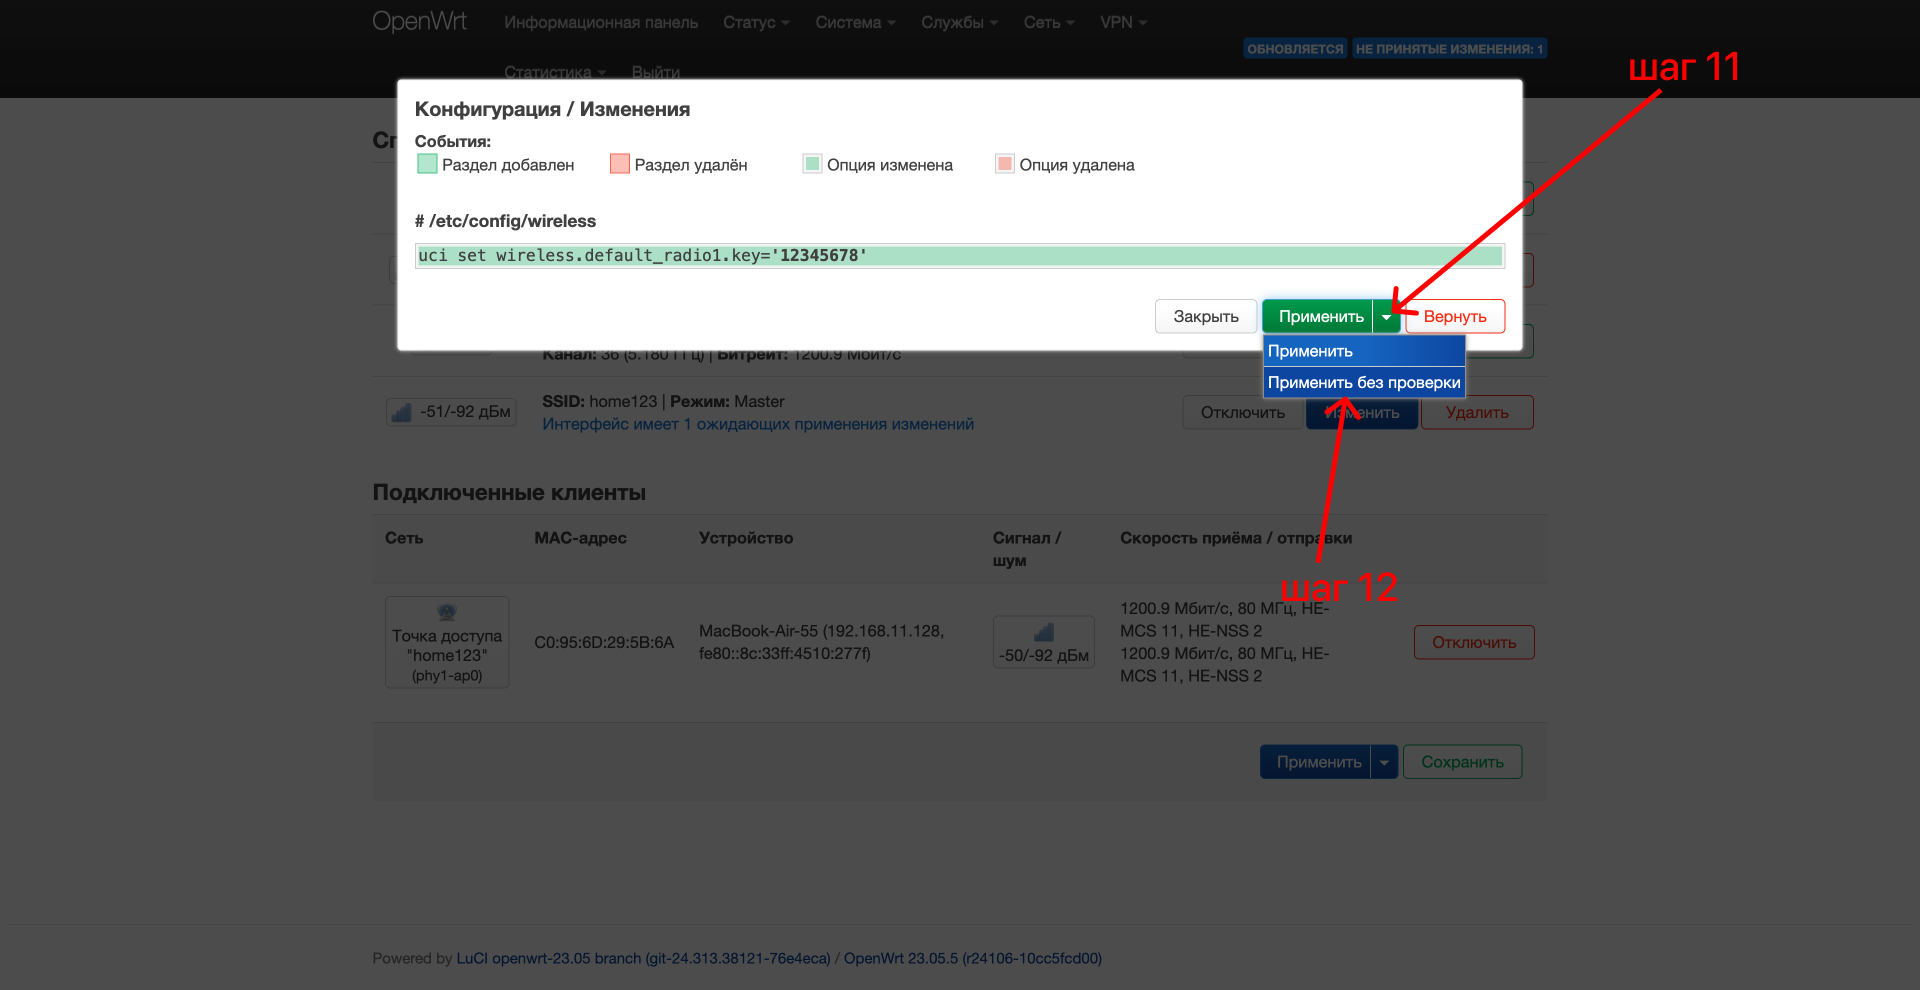 OpenWrt
Информационная панель
Статус
Система
Службы
Сеть
VPN
ОБНОВЛЯЕТСЯ
НЕ ПРИНЯТЫЕ ИЗМЕНЕНИЯ: 1
шаг 11
Статистика
Выйти
Конфигурация / Изменения
События:
Раздел добавлен
Раздел удалён
Опция изменена
Опция удалена
# /etc/config/wireless
uci set wireless.default_radio1.key='12345678'
Закрыть
Применить
Вернуть
Применить
Применить без проверки
Канал: 36 (5.180 ГГц) | Битрейт: 1200.9 Мбит/с
-51/-92 дБм
SSID: home123 | Режим: Master
Интерфейс имеет 1 ожидающих применения изменений
Отключить
Изменить
Удалить
Подключенные клиенты
Сеть
MAC-адрес
Устройство
Сигнал /
шум
Скорость приёма / отправки
шаг 12
Точка доступа
"home123"
(phy1-ap0)
C0:95:6D:29:5B:6A
MacBook-Air-55 (192.168.11.128,
fe80::8c:33ff:4510:277f)
-50/-92 дБм
1200.9 Мбит/с, 80 МГц, HE-
MCS 11, HE-NSS 2
1200.9 Мбит/с, 80 МГц, HE-
MCS 11, HE-NSS 2
Отключить
Применить
Сохранить
Powered by LuCI openwrt-23.05 branch (git-24.313.38121-76e4eca) / OpenWrt 23.05.5 (r24106-10cc5fcd00)